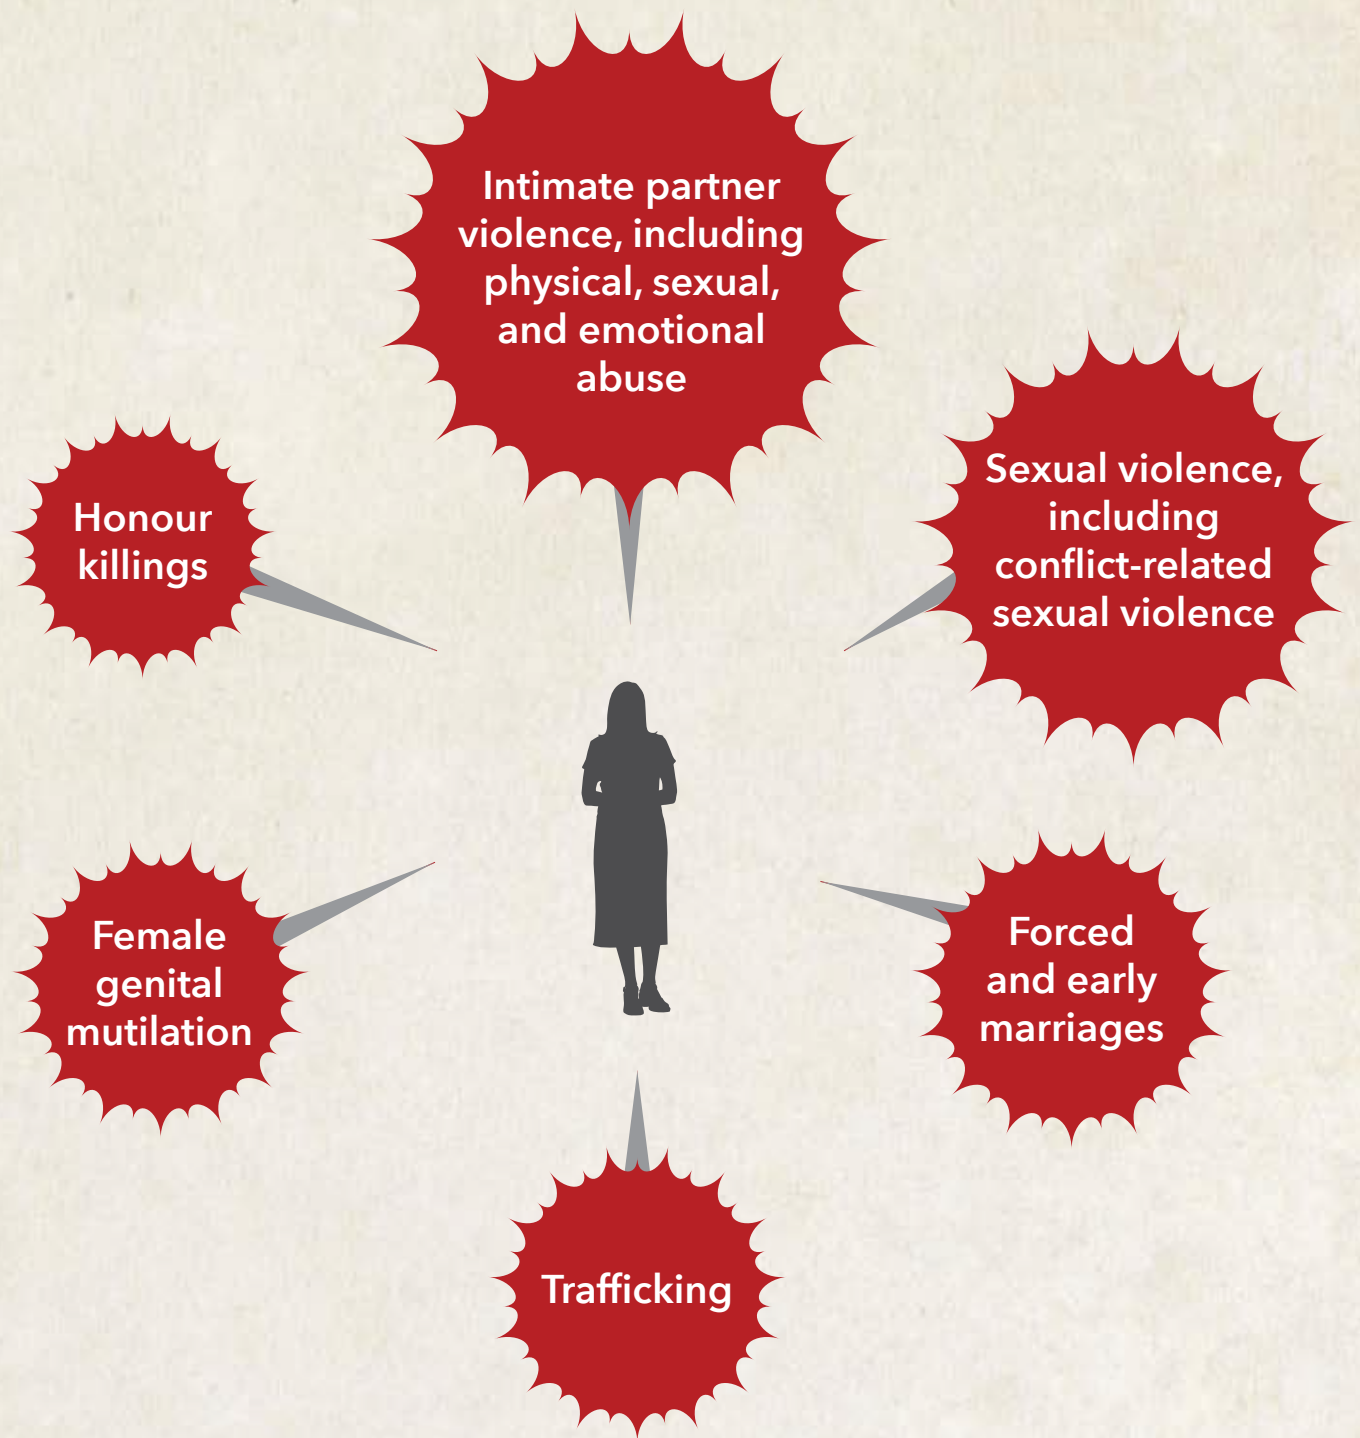 Intimate partner
violence, including
physical, sexual,
and emotional
abuse
Sexual violence,
including
conflict-related
sexual violence
Honour
killings
Female
genital
mutilation
Forced
and early
marriages
Trafficking